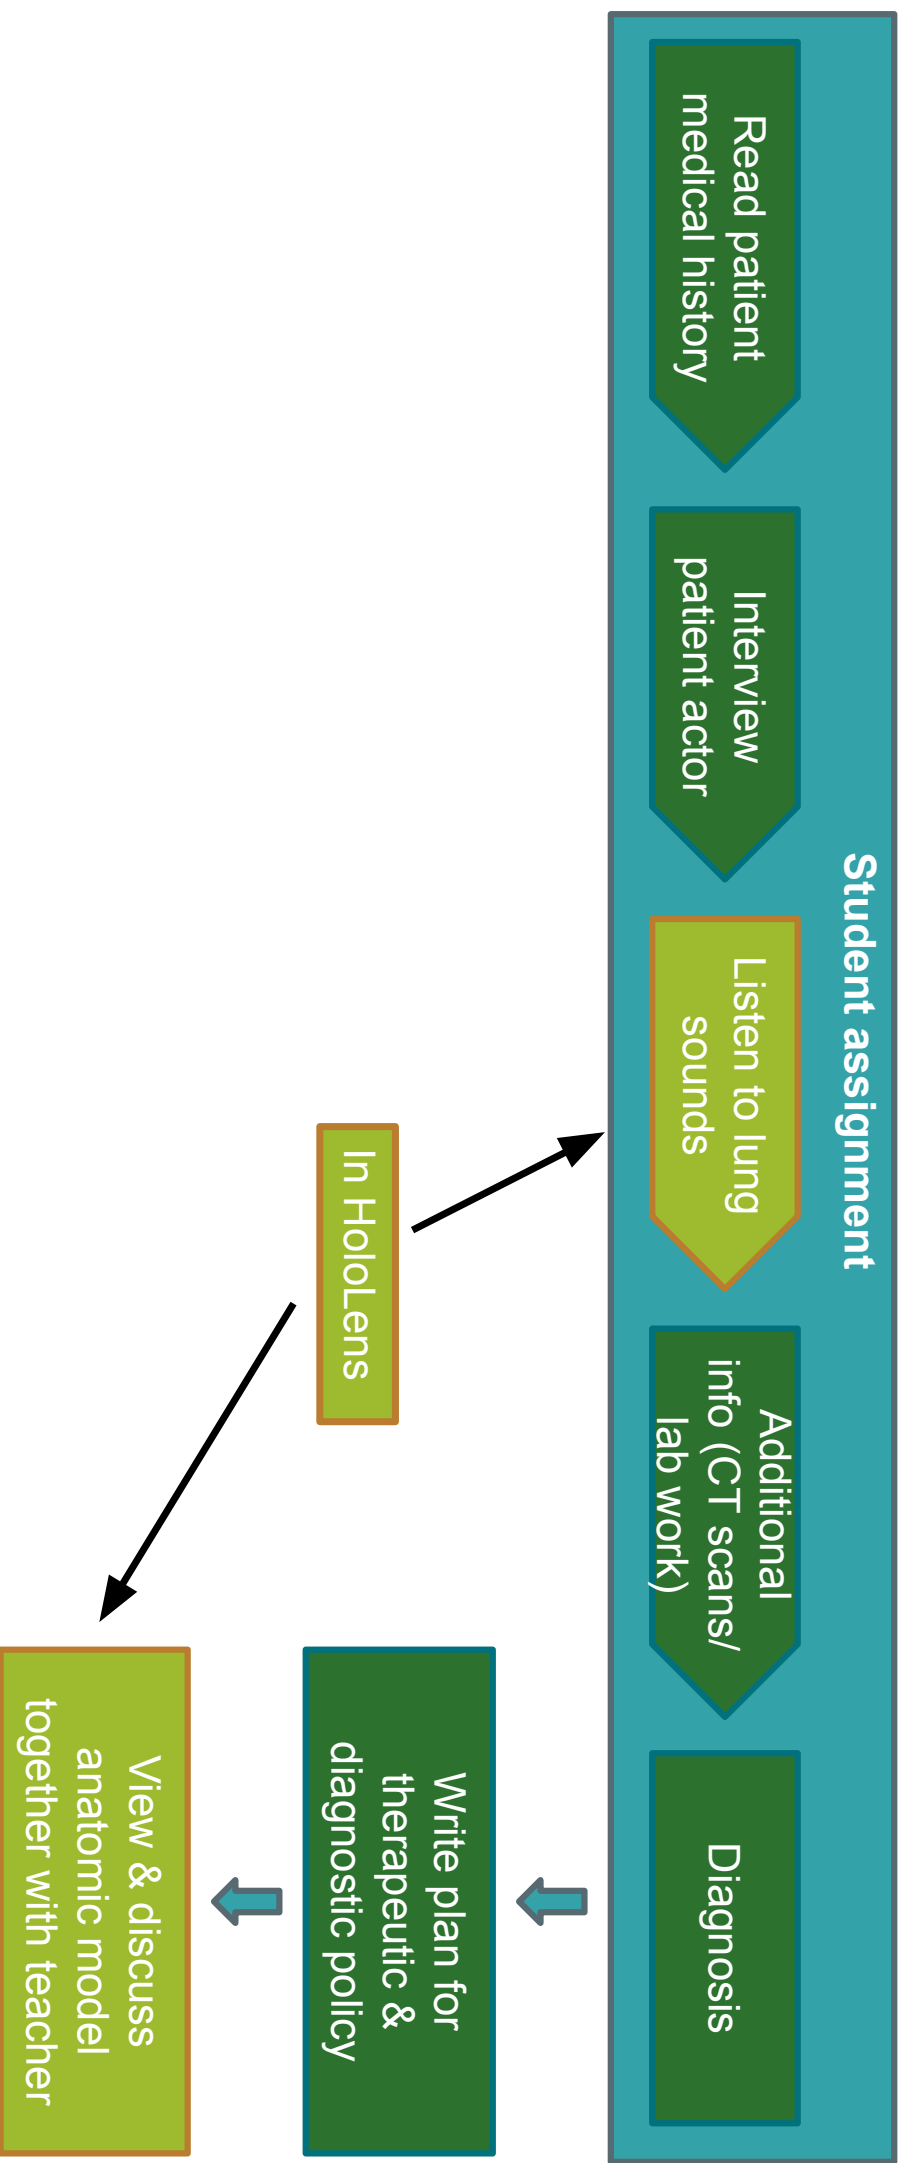 Student assignment
Read patient
medical history
Interview
patient actor
Listen to lung
sounds
Additional
info (CT scans/
lab work)
Diagnosis
In HoloLens
Write plan for
therapeutic &
diagnostic policy
View & discuss
anatomic model
together with teacher